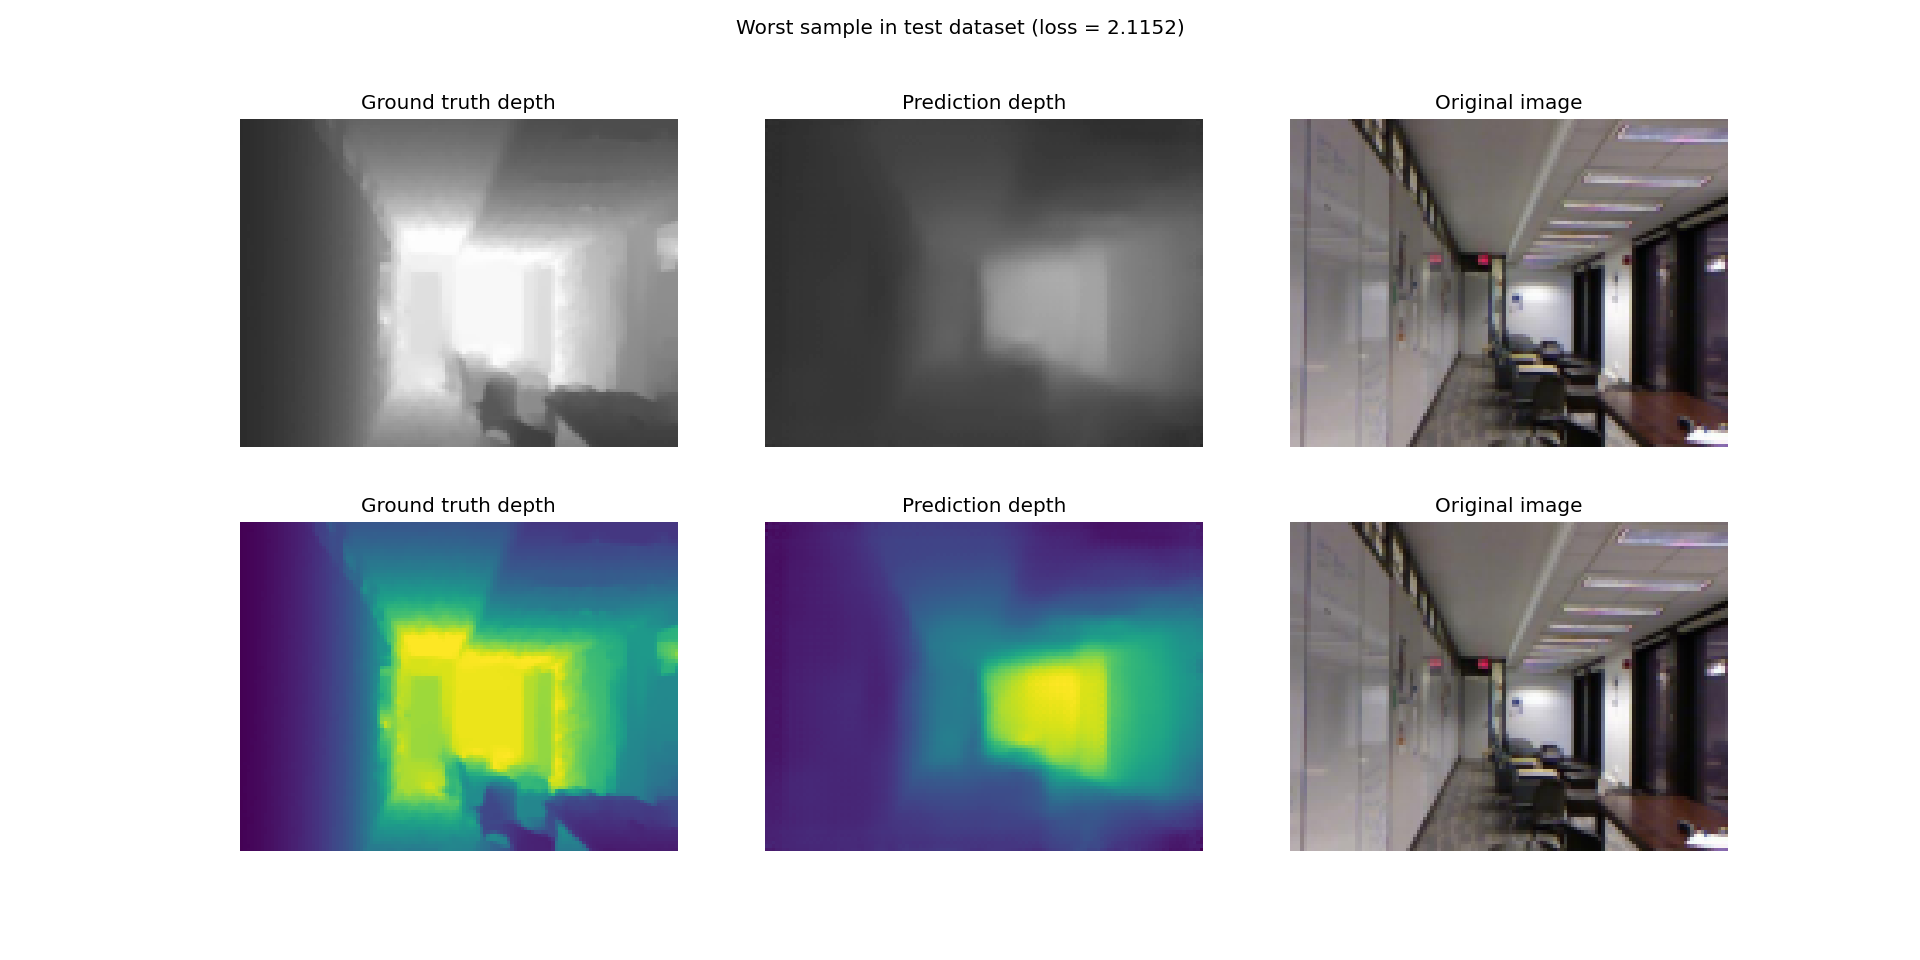 Worst sample in test dataset (loss = 2.1152)
Ground truth depth
Prediction depth
Original image
Ground truth depth
Prediction depth
Original image